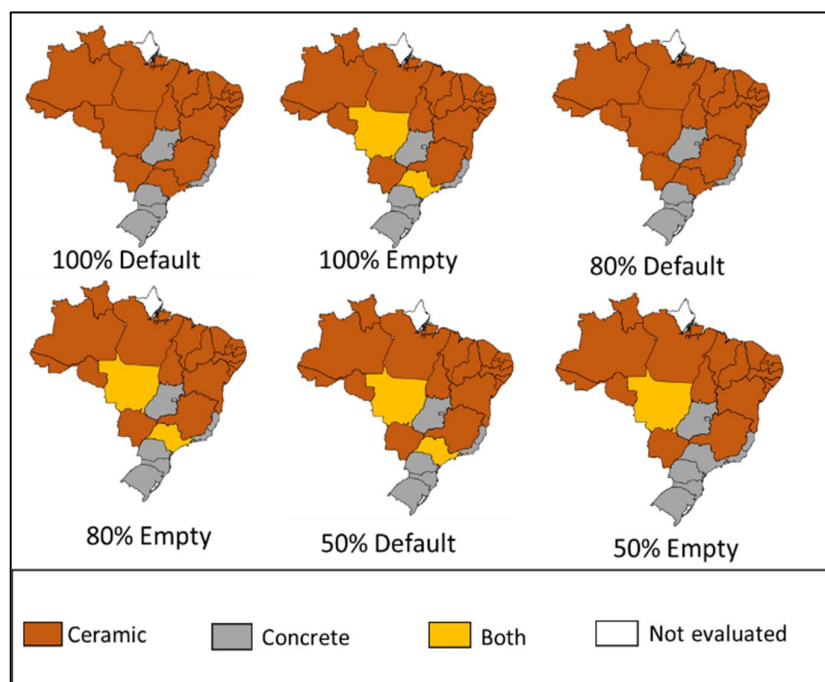 100% Default
100% Empty
80% Default
80% Empty
50% Default
50% Empty
Ceramic
Concrete
Both
Not evaluated